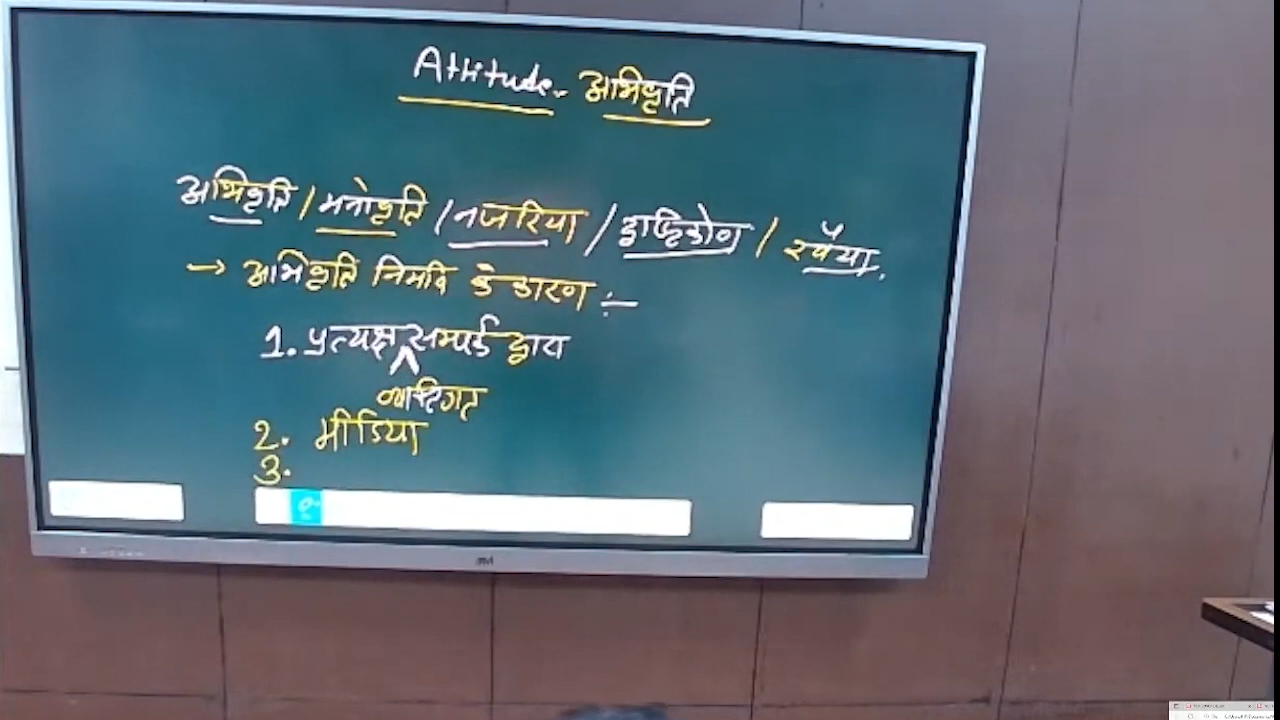 Attitude - अभिवृति
अभिवृति / मनोवृति / नजरिया / दृष्टिकोण / रवैया.
→ अभिवृति निर्माण के कारण :-
1. प्रत्यक्ष सम्पर्क द्वारा
व्यक्तिगत
2. मीडिया
3.